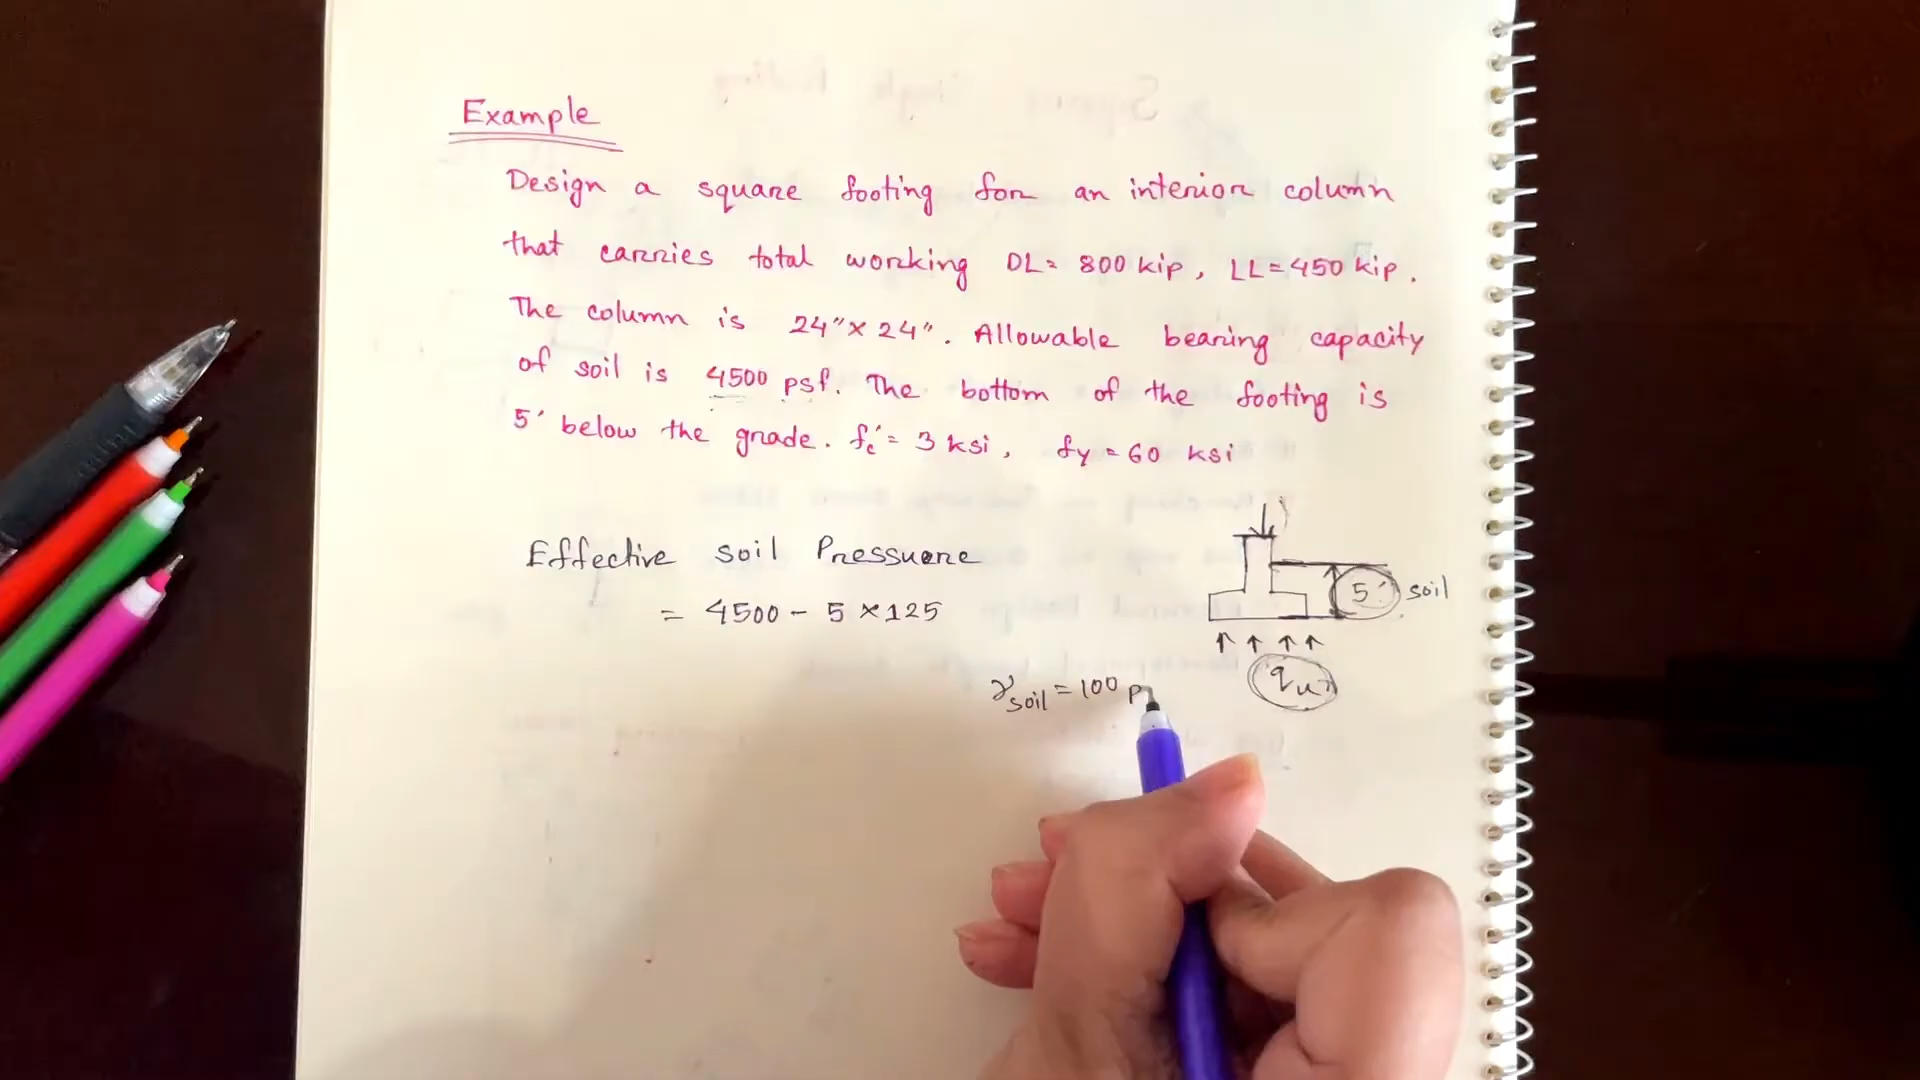 Example
Design a square footing for an interior column
that carries total working DL= 800 kip, LL=450 kip.
The column is 24"x 24". Allowable bearing capacity
of soil is 4500 psf. The bottom of the footing is
5' below the grade. fc'= 3 ksi, fy = 60 ksi
Effective soil Pressure
= 4500 - 5 ×125
5' soil
γsoil = 100 p